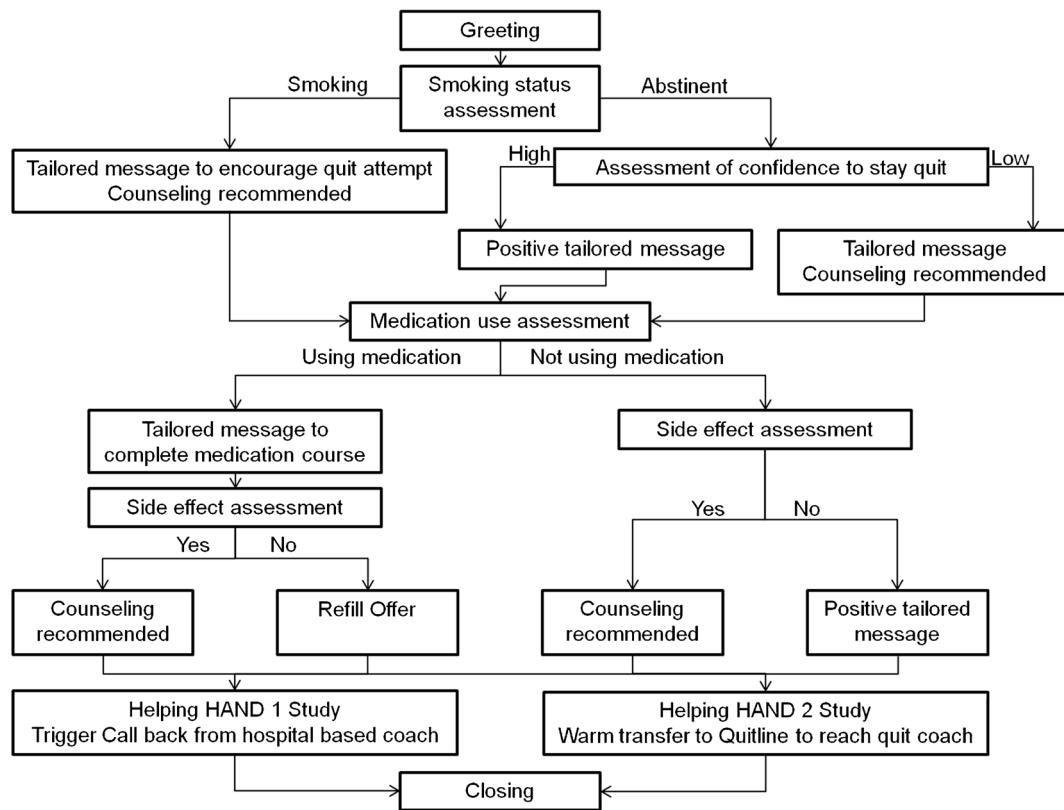 Greeting
Smoking
Smoking status
assessment
Abstinent
Tailored message to encourage quit attempt
Counseling recommended
High
Assessment of confidence to stay quit
Low
Positive tailored message
Tailored message
Counseling recommended
Medication use assessment
Using medication
Not using medication
Tailored message to
complete medication course
Side effect assessment
Side effect assessment
Yes
No
Yes
No
Counseling
recommended
Refill Offer
Counseling
recommended
Positive tailored
message
Helping HAND 1 Study
Trigger Call back from hospital based coach
Helping HAND 2 Study
Warm transfer to Quitline to reach quit coach
Closing